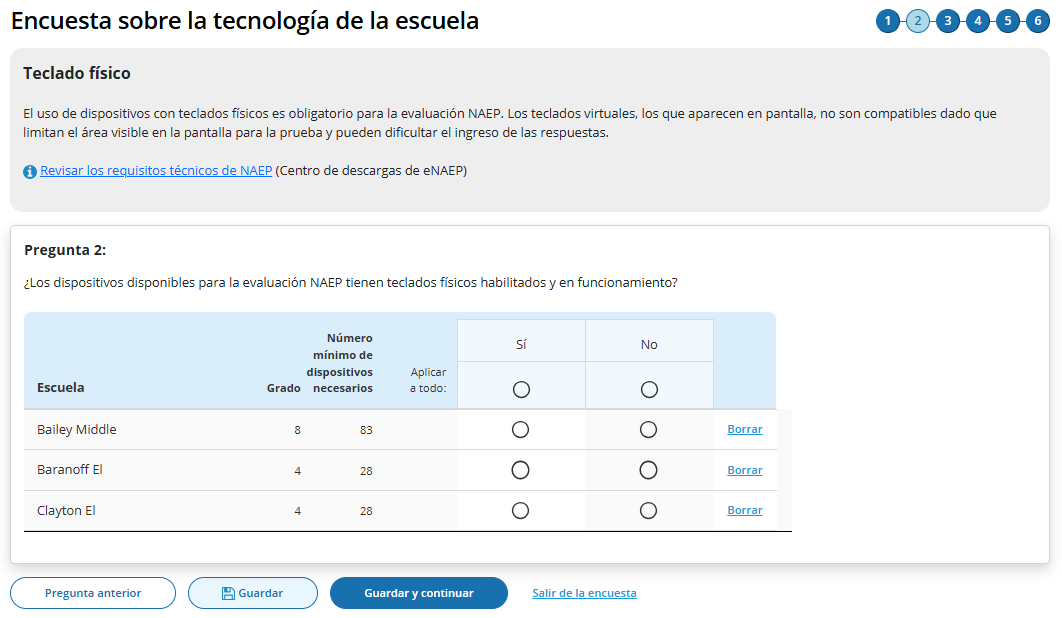 Encuesta sobre la tecnología de la escuela
1 2 3 4 5 6
Teclado físico
El uso de dispositivos con teclados físicos es obligatorio para la evaluación NAEP. Los teclados virtuales, los que aparecen en pantalla, no son compatibles dado que
limitan el área visible en la pantalla para la prueba y pueden dificultar el ingreso de las respuestas.
Revisar los requisitos técnicos de NAEP (Centro de descargas de eNAEP)
Pregunta 2:
¿Los dispositivos disponibles para la evaluación NAEP tienen teclados físicos habilitados y en funcionamiento?
Escuela
Grado
Número
mínimo de
dispositivos
necesarios
Aplicar
a todo:
Sí
No
Bailey Middle 8 83 Borrar
Baranoff El 4 28 Borrar
Clayton El 4 28 Borrar
Pregunta anterior Guardar Guardar y continuar Salir de la encuesta